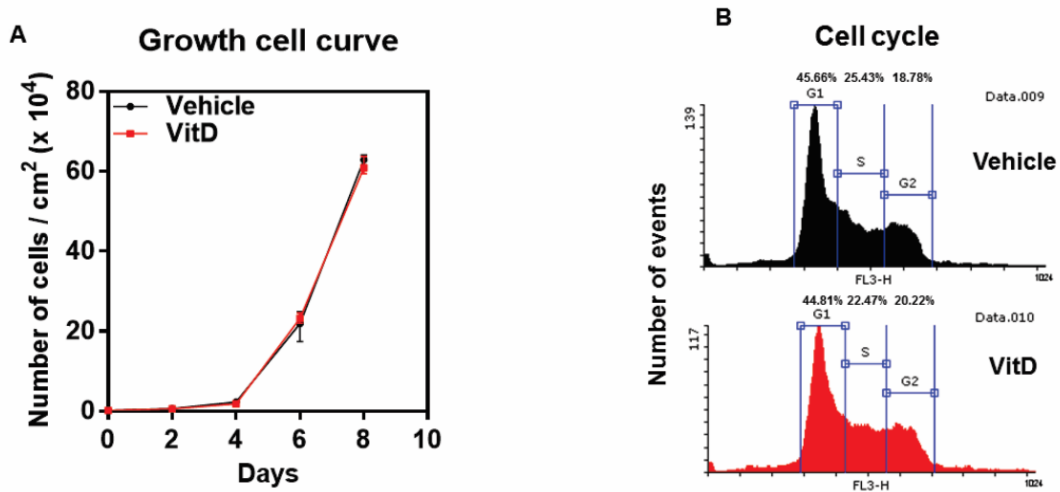 A
Growth cell curve
Number of cells / cm² (x 10⁴)
80
60
40
20
0
Vehicle
VitD
0 2 4 6 8 10
Days
B
Cell cycle
45.66% 25.43% 18.78%
G1
S
G2
139
Data.009
Vehicle
FL3-H
1024
Number of events
44.81% 22.47% 20.22%
G1
S
G2
117
Data.010
VitD
FL3-H
1024